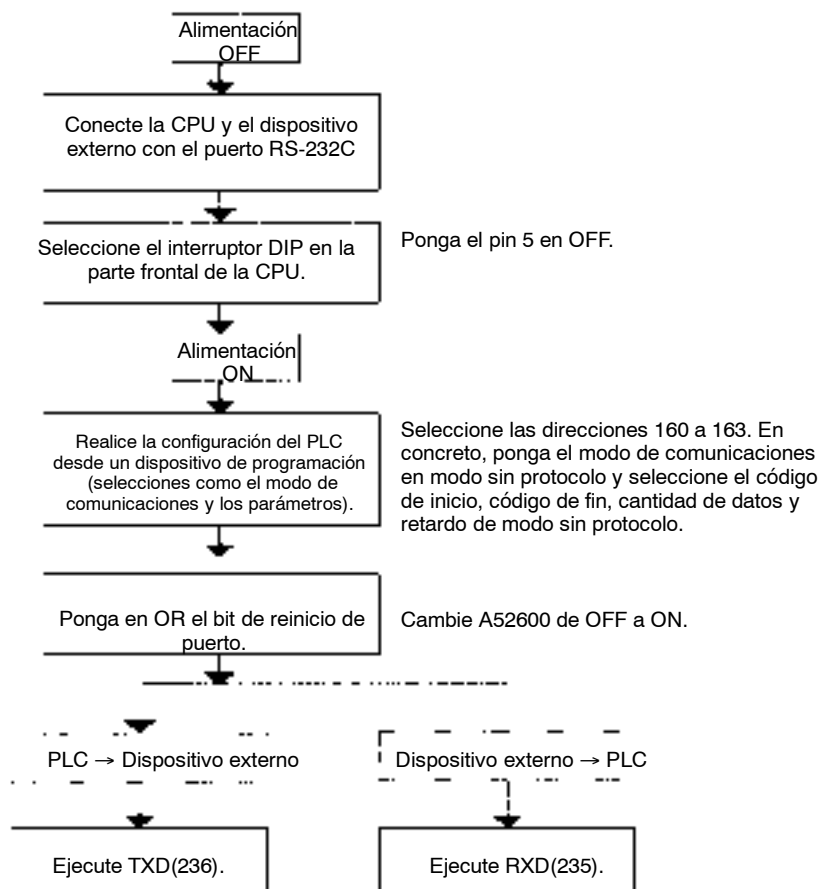 Alimentación
OFF
Conecte la CPU y el dispositivo
externo con el puerto RS-232C
Seleccione el interruptor DIP en la
parte frontal de la CPU.
Ponga el pin 5 en OFF.
Alimentación
ON
Realice la configuración del PLC
desde un dispositivo de programación
(selecciones como el modo de
comunicaciones y los parámetros).
Seleccione las direcciones 160 a 163. En
concreto, ponga el modo de comunicaciones
en modo sin protocolo y seleccione el código
de inicio, código de fin, cantidad de datos y
retardo de modo sin protocolo.
Ponga en OR el bit de reinicio de
puerto.
Cambie A52600 de OFF a ON.
PLC → Dispositivo externo
Dispositivo externo → PLC
Ejecute TXD(236).
Ejecute RXD(235).